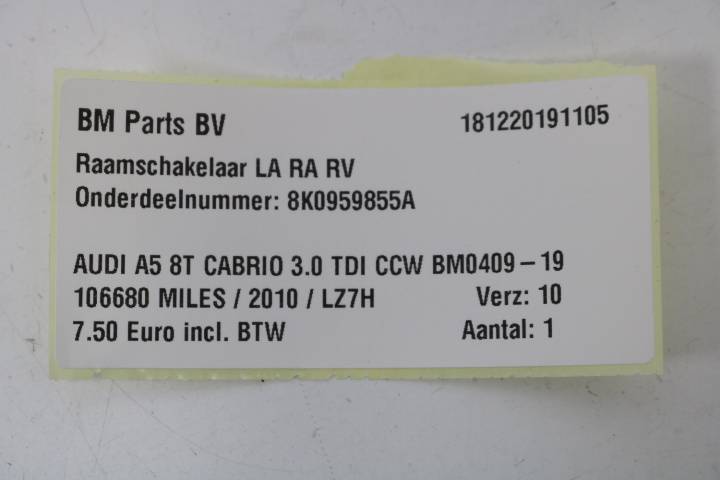 BM Parts BV 181220191105
Raamschakelaar LA RA RV
Onderdeelnummer: 8K0959855A
AUDI A5 8T CABRIO 3.0 TDI CCW BM0409-19
106680 MILES / 2010 / LZ7H Verz: 10
7.50 Euro incl. BTW Aantal: 1